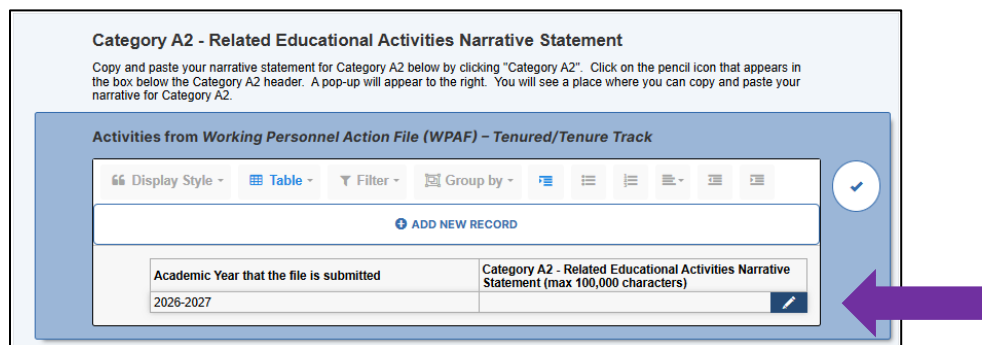 Category A2 - Related Educational Activities Narrative Statement
Copy and paste your narrative statement for Category A2 below by clicking "Category A2". Click on the pencil icon that appears in
the box below the Category A2 header. A pop-up will appear to the right. You will see a place where you can copy and paste your
narrative for Category A2.
Activities from Working Personnel Action File (WPAF) – Tenured/Tenure Track
Display Style Table Filter Group by
ADD NEW RECORD
Academic Year that the file is submitted
Category A2 - Related Educational Activities Narrative
Statement (max 100,000 characters)
2026-2027